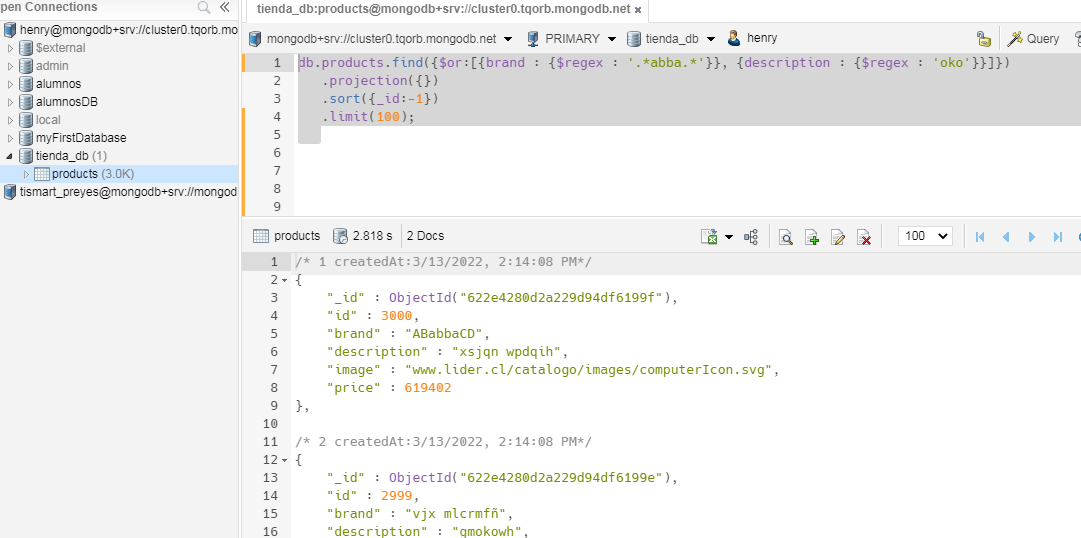 pen Connections
henry@mongodb+srv://cluster0.tqorb.mo
$external
admin
alumnos
alumnosDB
local
myFirstDatabase
tienda_db (1)
products (3.0K)
tismart_preyes@mongodb+srv://mongod
tienda_db:products@mongodb+srv://cluster0.tqorb.mongodb.net ×
mongodb+srv://cluster0.tqorb.mongodb.net PRIMARY tienda_db henry Query
1 db.products.find({$or:[{brand : {$regex : '.*abba.*'}}, {description : {$regex : 'oko'}}]})
2 .projection({})
3 .sort({_id:-1})
4 .limit(100);
5
6
7
8
9
products 2.818 s 2 Docs 100
1 /* 1 createdAt:3/13/2022, 2:14:08 PM*/
2 {
3 "_id" : ObjectId("622e4280d2a229d94df6199f"),
4 "id" : 3000,
5 "brand" : "ABabbaCD",
6 "description" : "xsjqn wpdqih",
7 "image" : "www.lider.cl/catalogo/images/computerIcon.svg",
8 "price" : 619402
9 },
10
11 /* 2 createdAt:3/13/2022, 2:14:08 PM*/
12 {
13 "_id" : ObjectId("622e4280d2a229d94df6199e"),
14 "id" : 2999,
15 "brand" : "vjx mlcrmfñ",
16 "description" : "qmokowh",